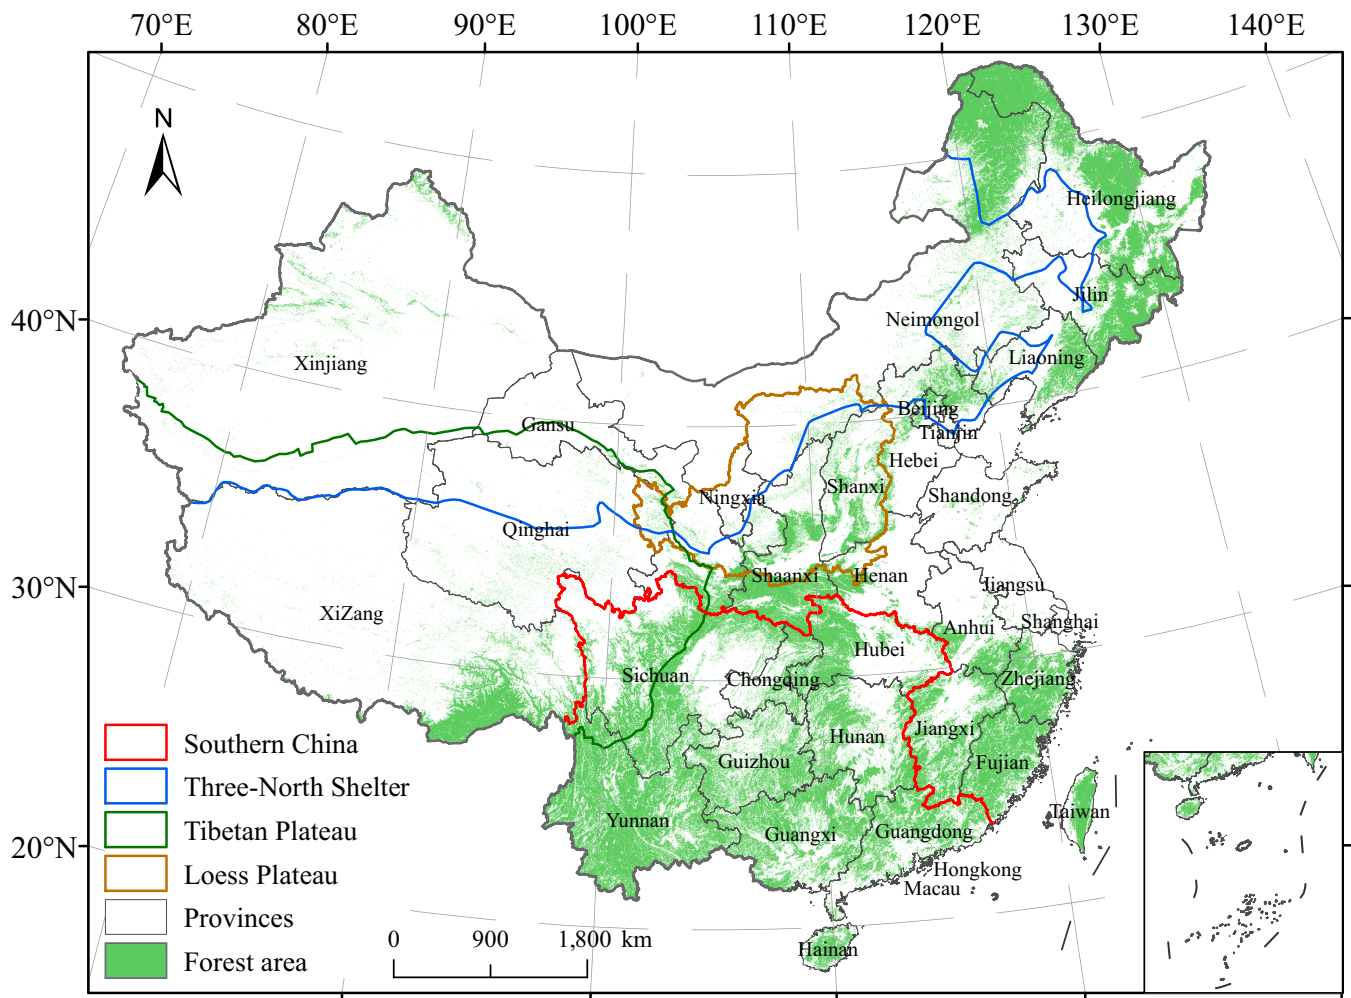 70°E 80°E 90°E 100°E 110°E 120°E 130°E 140°E
N
Heilongjiang
Jilin
40°N
Neimongol
Xinjiang
Liaoning
Beijing
Gansu
Tianjin
Hebei
Shanxi
Ningxia
Shandong
Qinghai
Shaanxi
Henan
30°N
Jiangsu
XiZang
Shanghai
Anhui
Hubei
Sichuan
Chongqing
Zhejiang
Jiangxi
Hunan
Guizhou
Fujian
Taiwan
Yunnan
Guangxi
Guangdong
20°N
Hongkong
Macau
Hainan
Southern China
Three-North Shelter
Tibetan Plateau
Loess Plateau
Provinces
Forest area
0 900 1,800 km